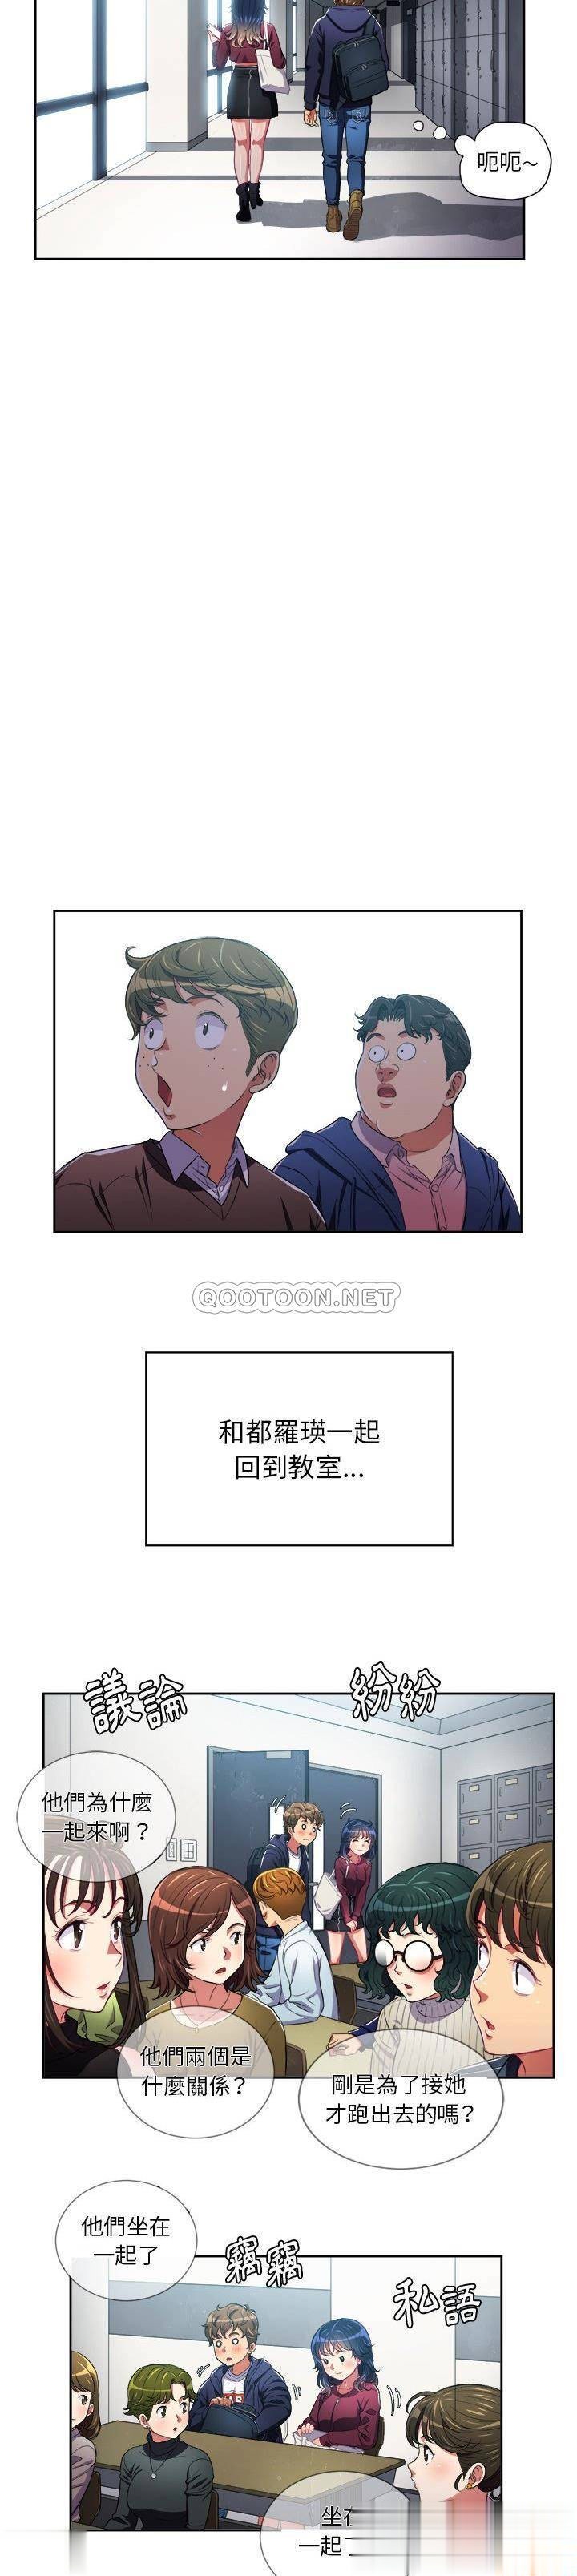 呃呃~
QOOTOON.NET
和都羅瑛一起
回到教室...
議論
紛紛
他們為什麼
一起來啊？
他們兩個是
什麼關係？
剛是為了接她
才跑出去的嗎？
他們坐在
一起了
竊竊
私語
坐在
一起